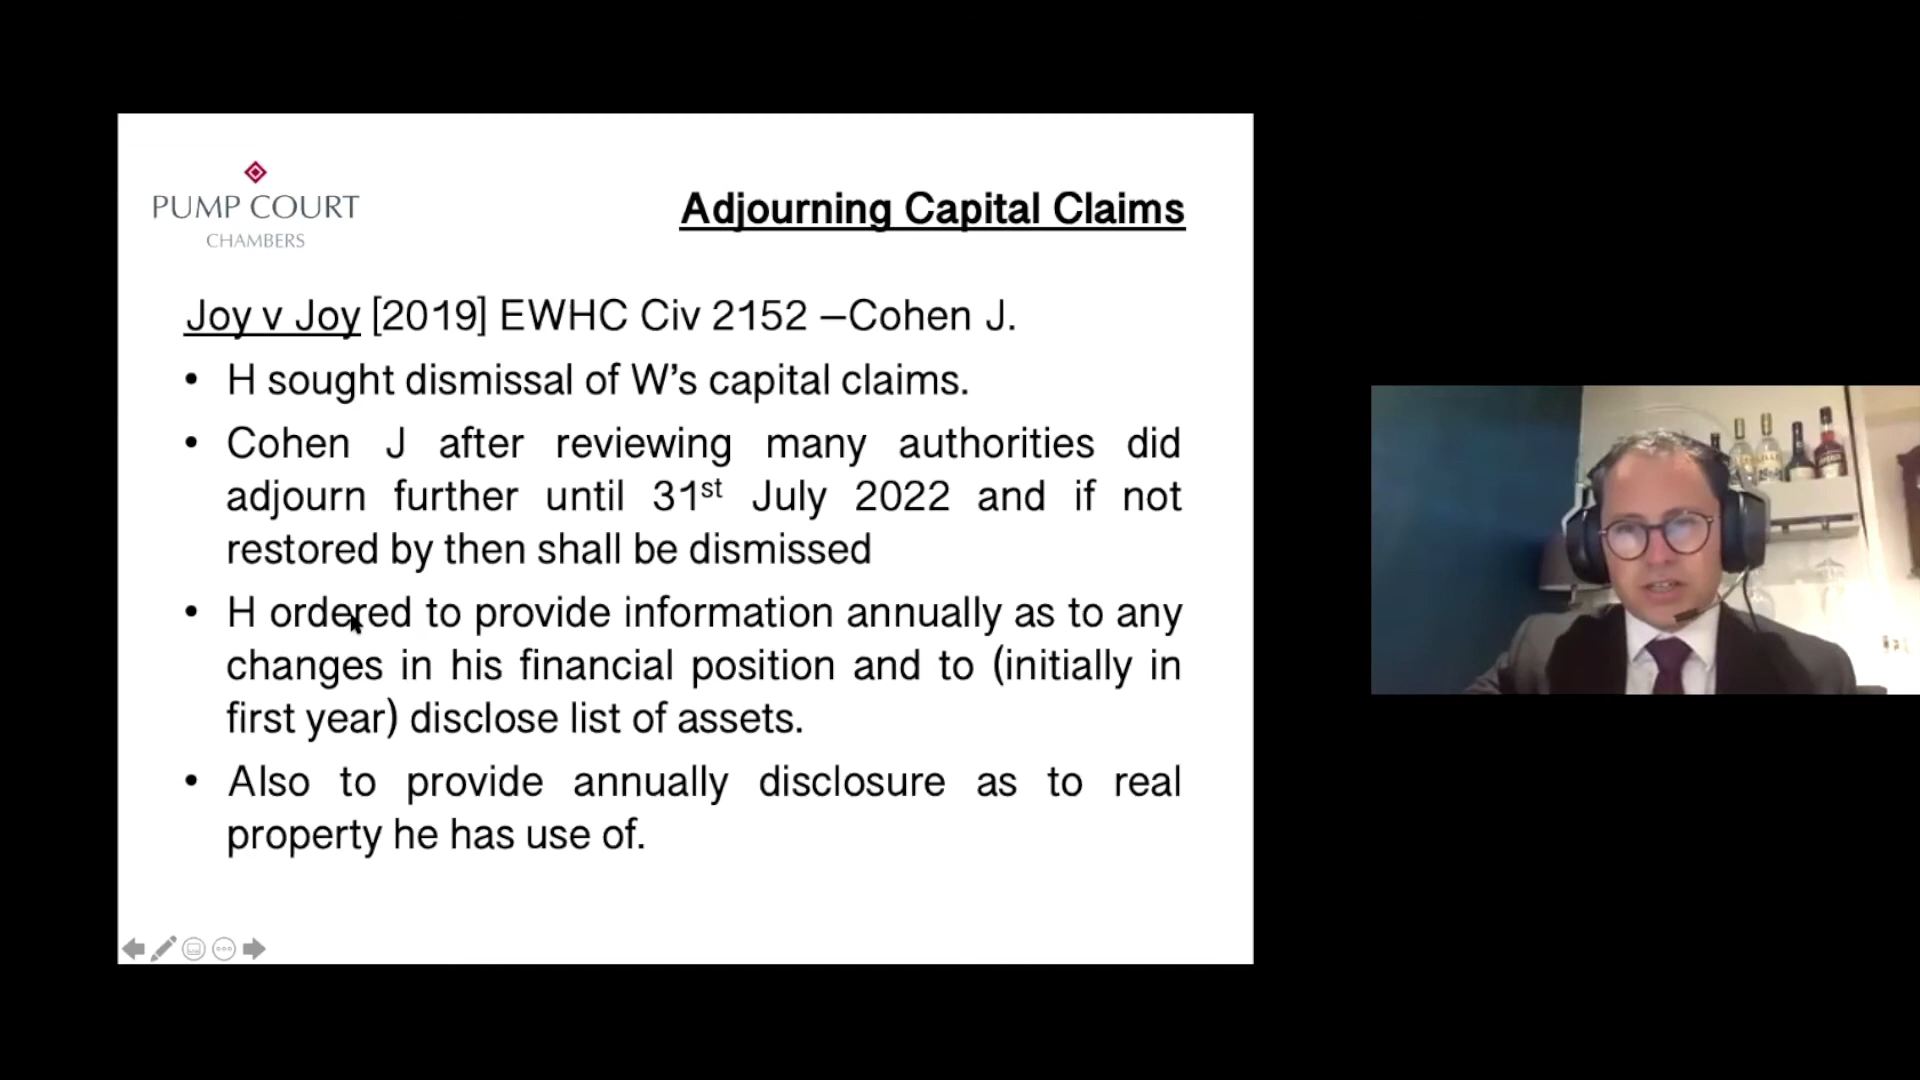 PUMP COURT
CHAMBERS
Adjourning Capital Claims
Joy v Joy [2019] EWHC Civ 2152 –Cohen J.
• H sought dismissal of W’s capital claims.
• Cohen J after reviewing many authorities did
adjourn further until 31st July 2022 and if not
restored by then shall be dismissed
• H ordered to provide information annually as to any
changes in his financial position and to (initially in
first year) disclose list of assets.
• Also to provide annually disclosure as to real
property he has use of.